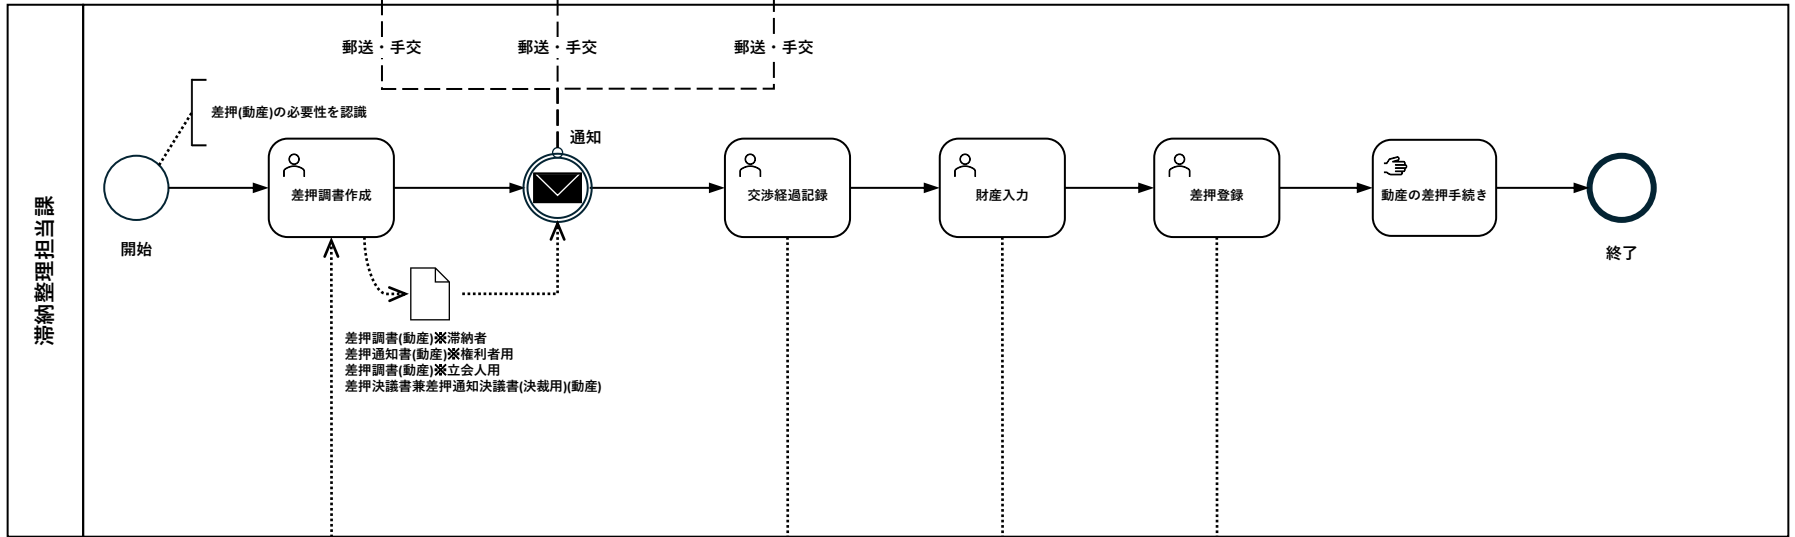 郵送・手交
郵送・手交
郵送・手交
差押(動産)の必要性を認識
通知
開始
差押調書作成
交渉経過記録
財産入力
差押登録
動産の差押手続き
終了
滞納整理担当課
差押調書(動産)※滞納者
差押通知書(動産)※権利者用
差押調書(動産)※立会人用
差押決議書兼差押通知決議書(決裁用)(動産)